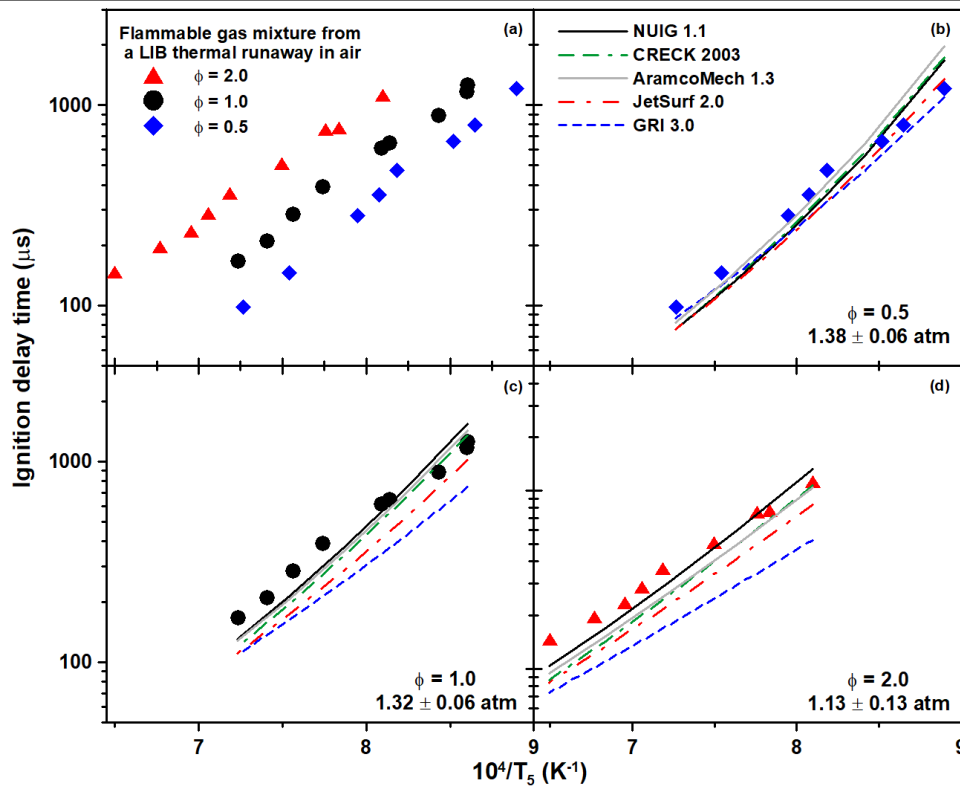 Flammable gas mixture from
a LIB thermal runaway in air
ϕ = 2.0
ϕ = 1.0
ϕ = 0.5
(a)
1000
100
NUIG 1.1
CRECK 2003
AramcoMech 1.3
JetSurf 2.0
GRI 3.0
(b)
ϕ = 0.5
1.38 ± 0.06 atm
Ignition delay time (μs)
(c)
1000
100
ϕ = 1.0
1.32 ± 0.06 atm
(d)
ϕ = 2.0
1.13 ± 0.13 atm
7 8 9 7 8 9
10⁴/T₅ (K⁻¹)